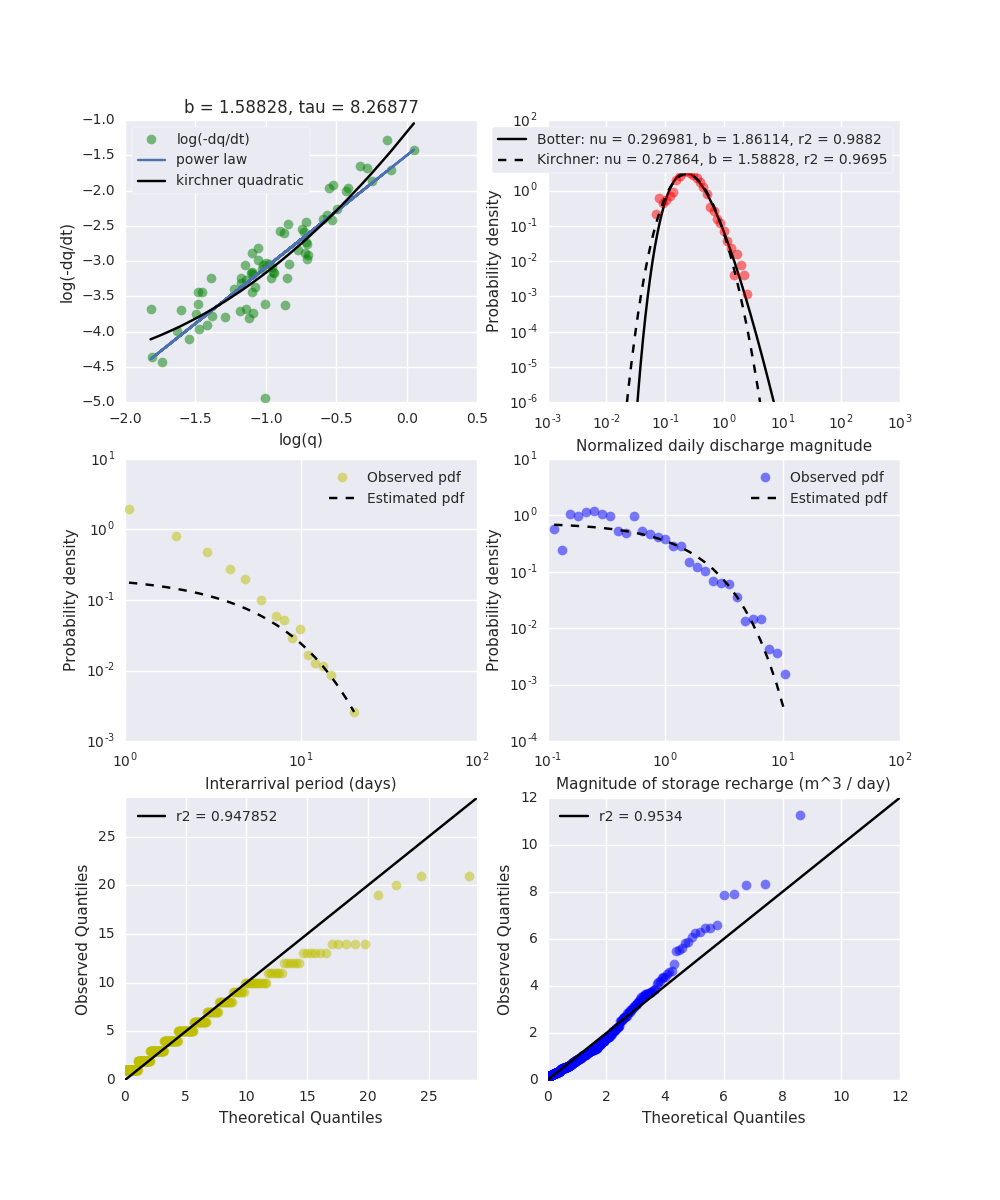 b = 1.58828, tau = 8.26877
log(-dq/dt)
power law
kirchner quadratic
−1.0
−1.5
−2.0
−2.5
−3.0
−3.5
−4.0
−4.5
−5.0
log(-dq/dt)
−2.0 −1.5 −1.0 −0.5 0.0 0.5
log(q)
Botter: nu = 0.296981, b = 1.86114, r2 = 0.9882
Kirchner: nu = 0.27864, b = 1.58828, r2 = 0.9695
10^2
10^0
10^-1
10^-2
10^-3
10^-4
10^-5
10^-6
Probability density
10^-3 10^-2 10^-1 10^0 10^1 10^2 10^3
Normalized daily discharge magnitude
Observed pdf
Estimated pdf
10^1
10^0
10^-1
10^-2
10^-3
Probability density
10^0 10^1 10^2
Interarrival period (days)
Observed pdf
Estimated pdf
10^1
10^0
10^-1
10^-2
10^-3
10^-4
Probability density
10^-1 10^0 10^1 10^2
Magnitude of storage recharge (m^3 / day)
r2 = 0.947852
25
20
15
10
5
0
Observed Quantiles
0 5 10 15 20 25
Theoretical Quantiles
r2 = 0.9534
12
10
8
6
4
2
0
Observed Quantiles
0 2 4 6 8 10 12
Theoretical Quantiles